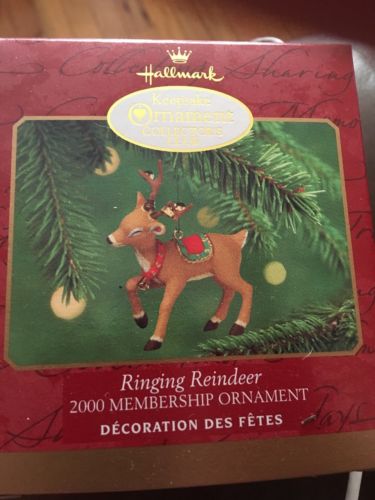 Hallmark
Keepsake
Ornament
COLLECTOR'S
CLUB
Ringing Reindeer
2000 MEMBERSHIP ORNAMENT
DÉCORATION DES FÊTES